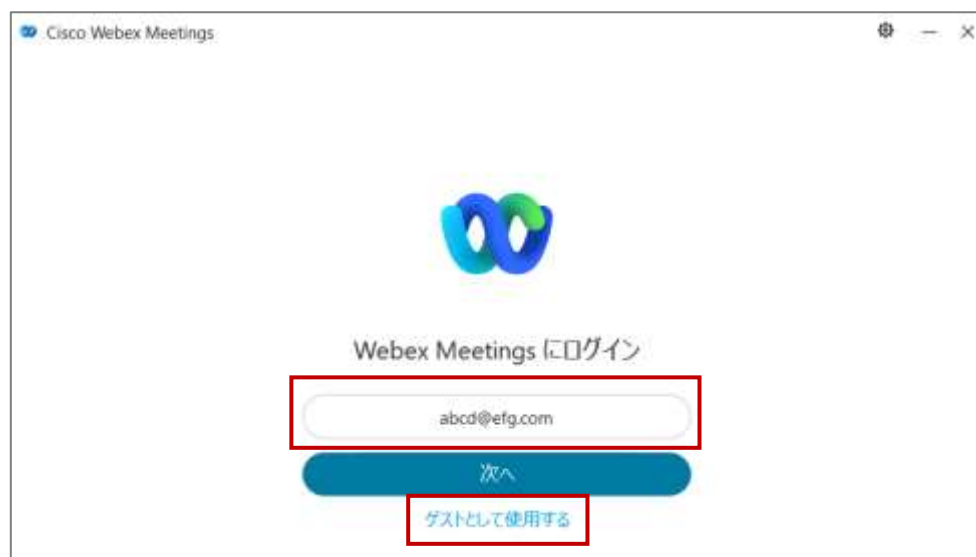 Cisco Webex Meetings
Webex Meetings にログイン
abcd@efg.com
次へ
ゲストとして使用する